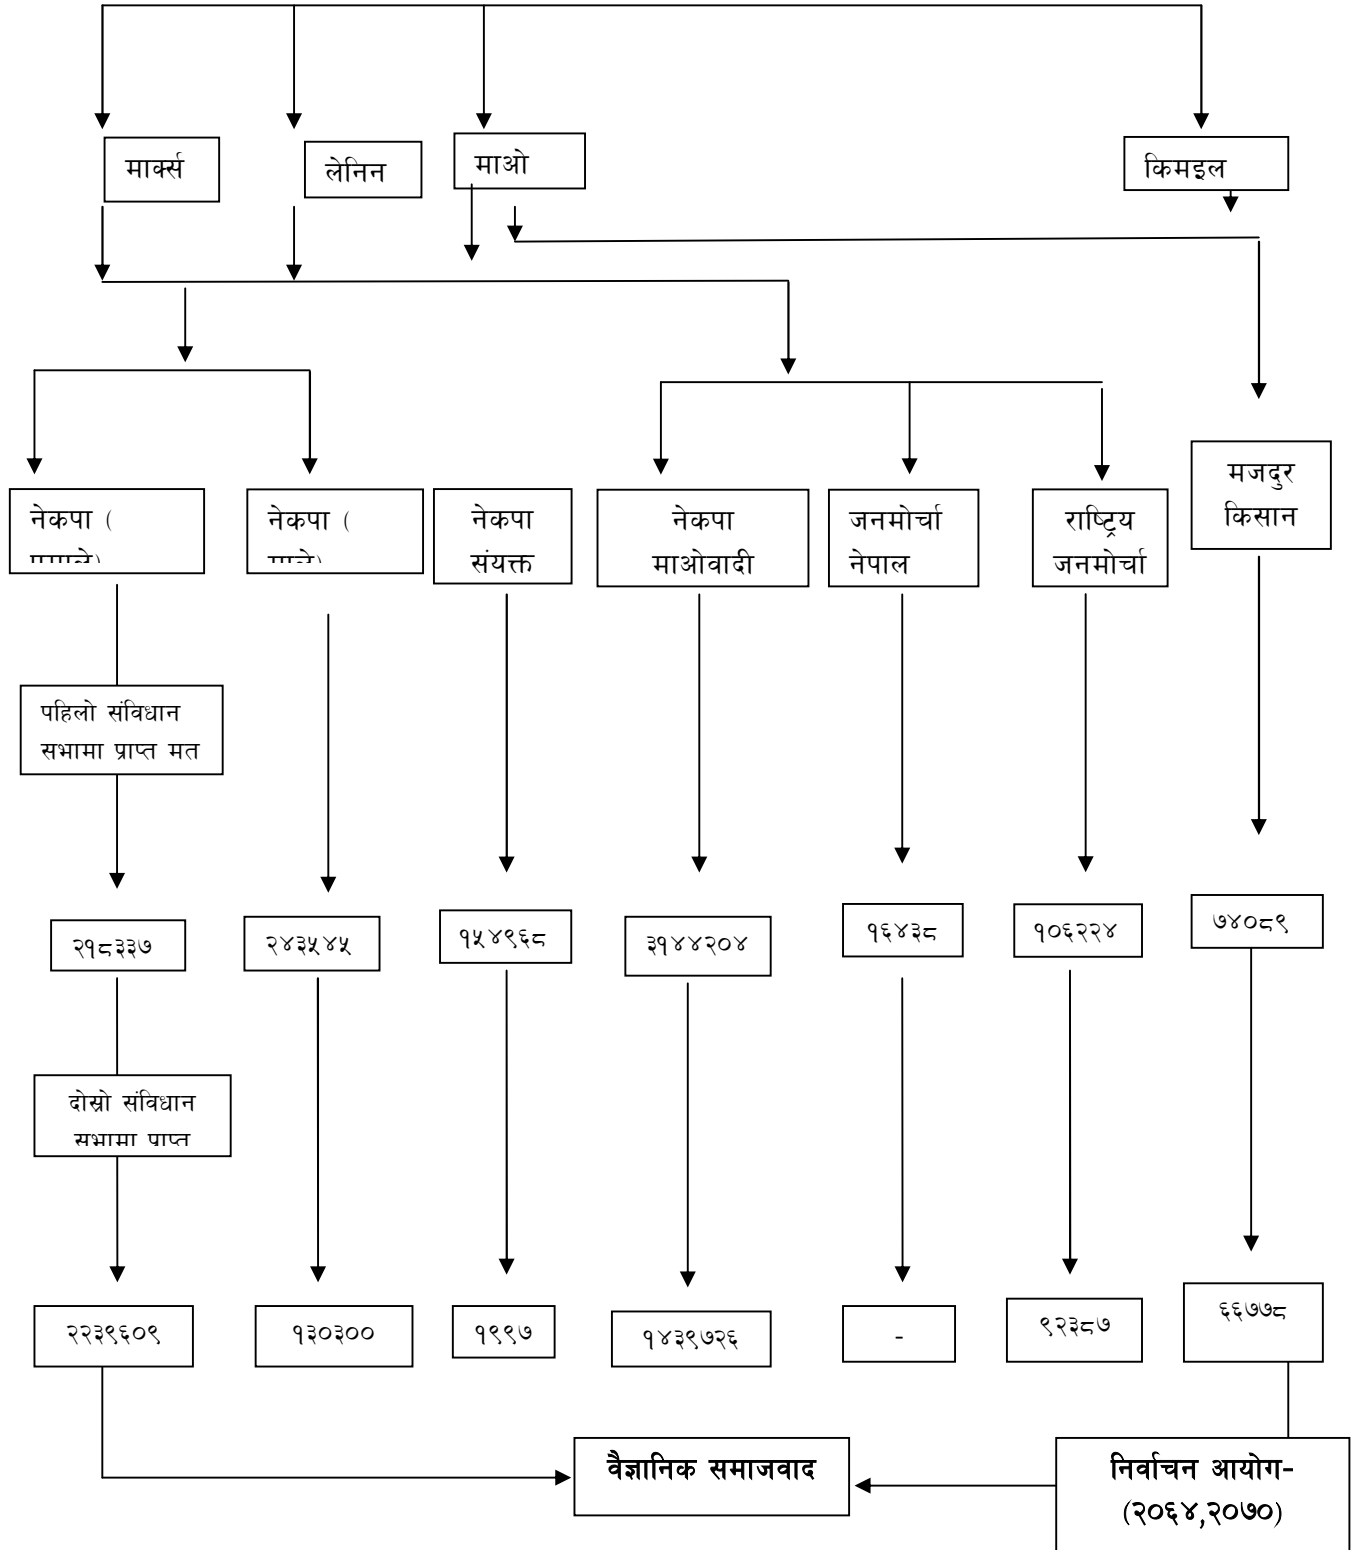 मार्क्स
लेनिन
माओ
किमइल
नेकपा (
नेकपा (
नेकपा
संयक्त
नेकपा
माओवादी
जनमोर्चा
नेपाल
राष्ट्रिय
जनमोर्चा
मजदुर
किसान
पहिलो संविधान
सभामा प्राप्त मत
२१८३३७
२४३५४५
१५४९६८
३१४४२०४
१६४३८
१०६२२४
७४०८९
दोस्रो संविधान
सभामा प्राप्त
२२३९६०९
१३०३००
१९९७
१४३९७२६
-
९२३८७
६६७७८
वैज्ञानिक समाजवाद
निर्वाचन आयोग-
(२०६४,२०७०)